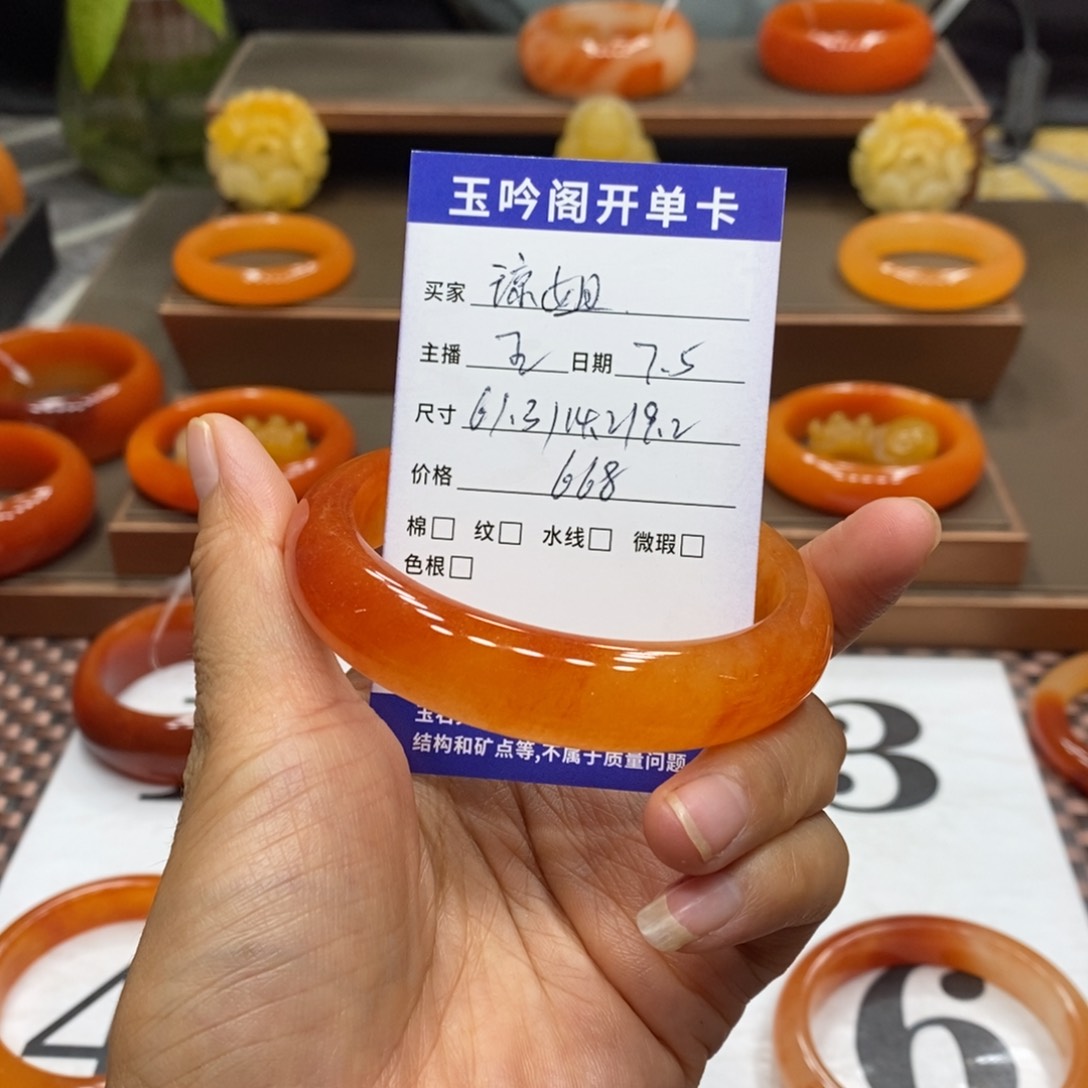 玉吟阁开单卡
买家 谅姐
主播 玉 日期 7.5
尺寸 61.3/14.2/9.2
价格 668
棉□ 纹□ 水线□ 微瑕□
色根□
结构和矿点等,不属于质量问题
3
4
6